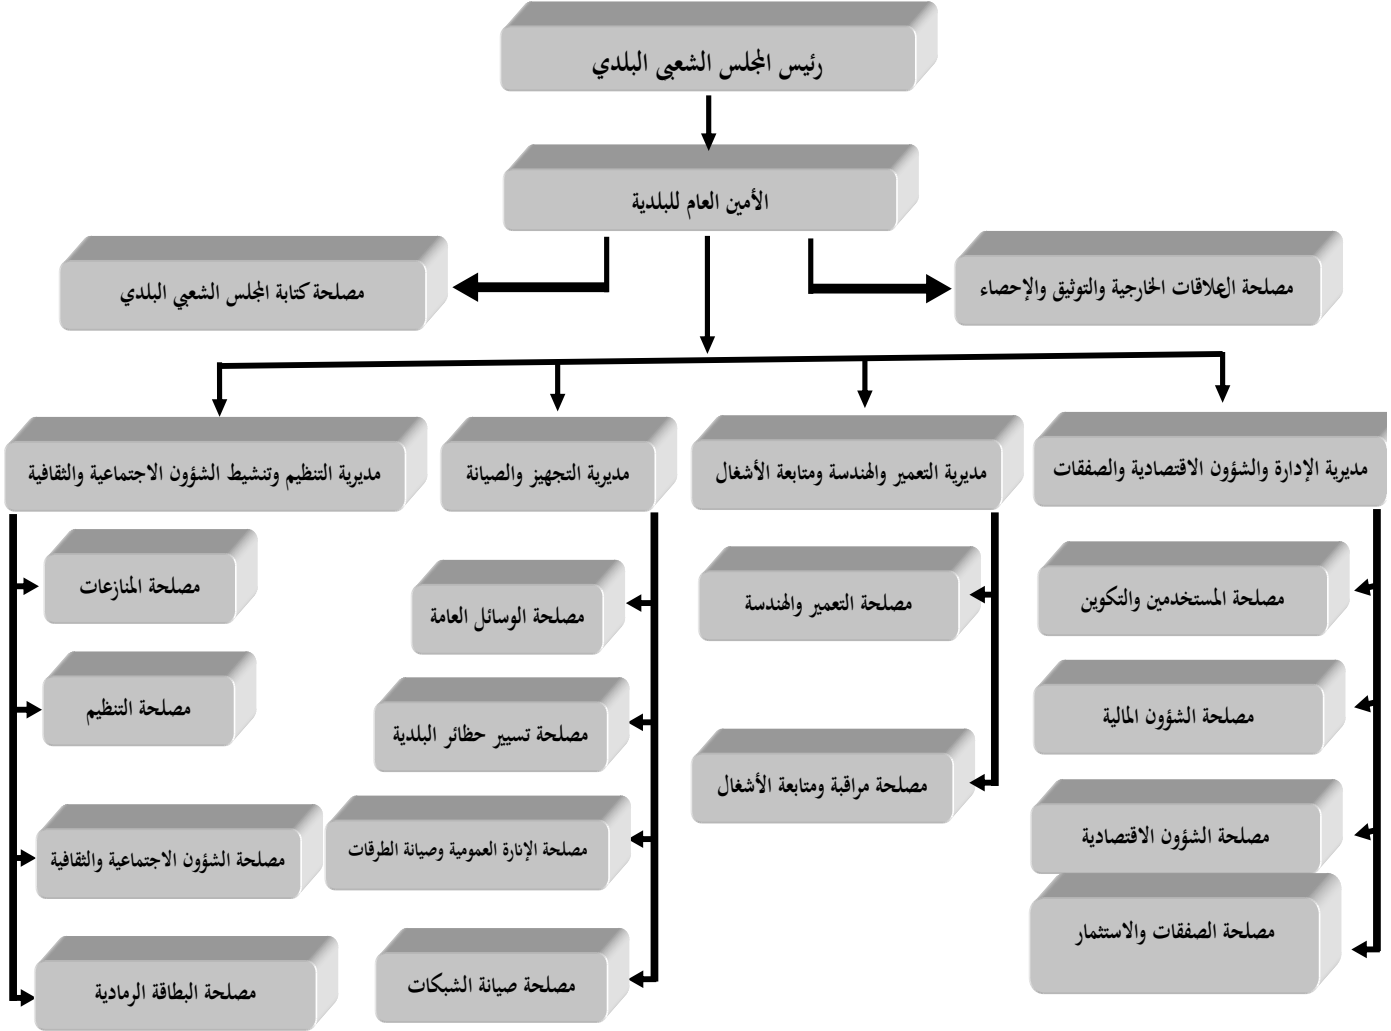 رئيس المجلس الشعبي البلدي
الأمين العام للبلدية
مصلحة العلاقات الخارجية والتوثيق والإحصاء
مصلحة كتابة المجلس الشعبي البلدي
مديرية الإدارة والشؤون الاقتصادية والصفقات
مديرية التعمير والهندسة ومتابعة الأشغال
مديرية التجهيز والصيانة
مديرية التنظيم وتنشيط الشؤون الاجتماعية والثقافية
مصلحة المستخدمين والتكوين
مصلحة الشؤون المالية
مصلحة الشؤون الاقتصادية
مصلحة الصفقات والاستثمار
مصلحة التعمير والهندسة
مصلحة مراقبة ومتابعة الأشغال
مصلحة الوسائل العامة
مصلحة تسيير حظائر البلدية
مصلحة الإنارة العمومية وصيانة الطرقات
مصلحة صيانة الشبكات
مصلحة المنازعات
مصلحة التنظيم
مصلحة الشؤون الاجتماعية والثقافية
مصلحة البطاقة الرمادية